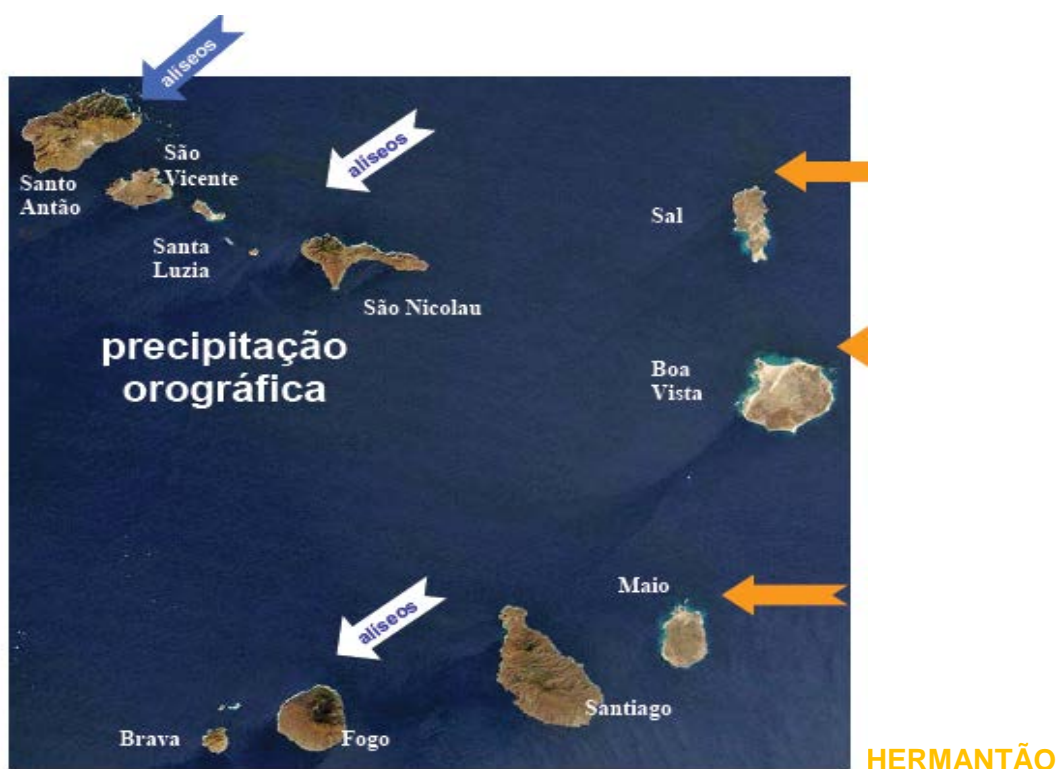 alíseos
alíseos
São
Vicente
Santo
Antão
Sal
Santa
Luzia
São Nicolau
precipitação
orográfica
Boa
Vista
Maio
alíseos
Santiago
Brava
Fogo
HERMANTÃO